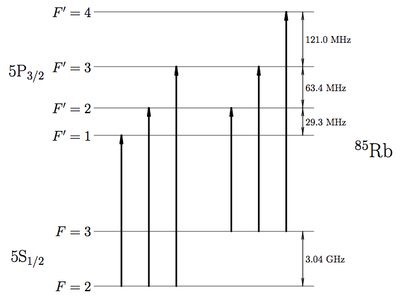 F′ = 4
121.0 MHz
5P3/2
F′ = 3
63.4 MHz
F′ = 2
29.3 MHz
F′ = 1
85Rb
F = 3
5S1/2
3.04 GHz
F = 2